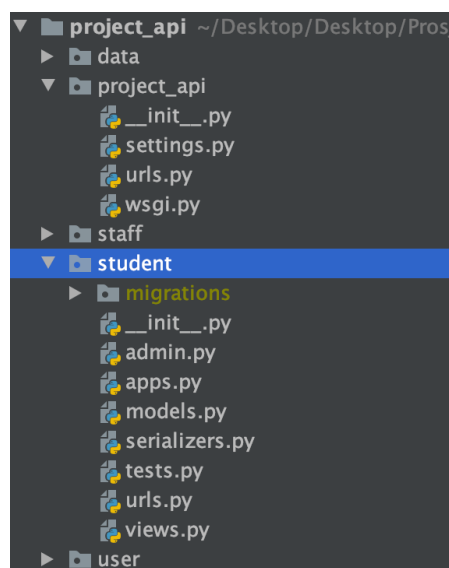 project_api ~/Desktop/Desktop/Pros
data
project_api
__init__.py
settings.py
urls.py
wsgi.py
staff
student
migrations
__init__.py
admin.py
apps.py
models.py
serializers.py
tests.py
urls.py
views.py
user